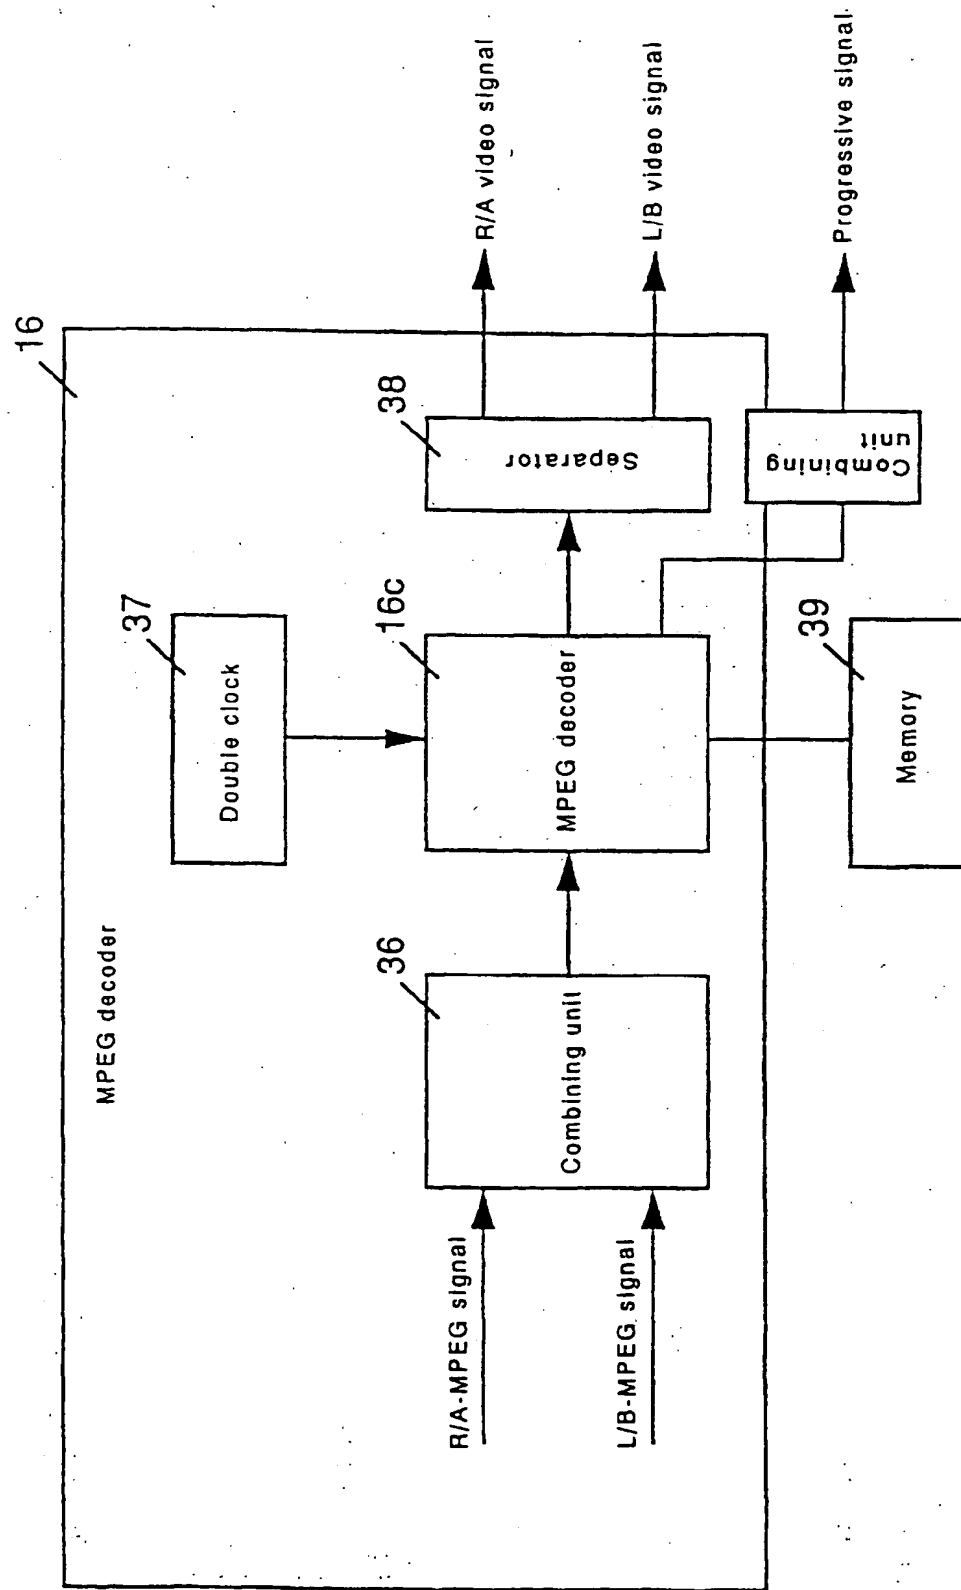 16
MPEG decoder
37
Double clock
R/A-MPEG signal
L/B-MPEG signal
36
Combining unit
16c
MPEG decoder
38
Separator
R/A video signal
L/B video signal
Combining
unit
Progressive signal
39
Memory